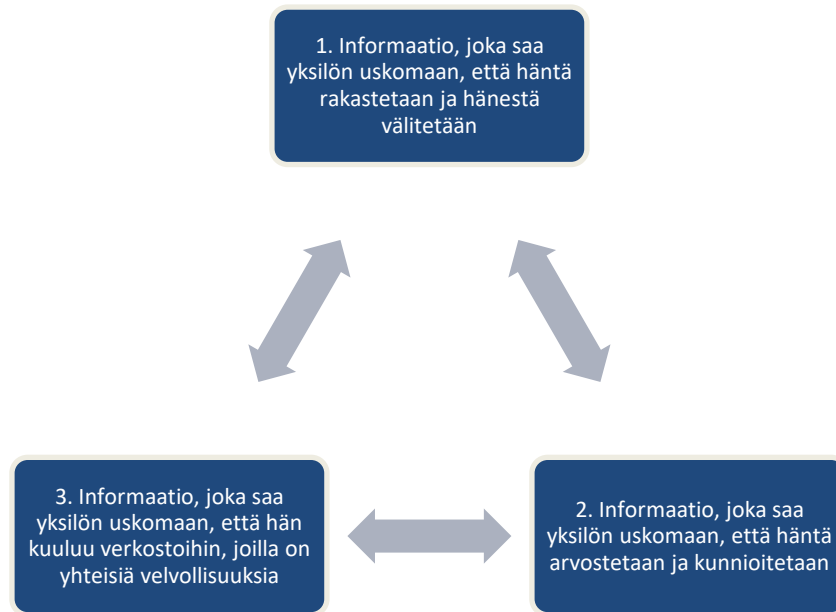 1. Informaatio, joka saa
yksilön uskomaan, että häntä
rakastetaan ja hänestä
välitetään
3. Informaatio, joka saa
yksilön uskomaan, että hän
kuuluu verkostoihin, joilla on
yhteisiä velvollisuuksia
2. Informaatio, joka saa
yksilön uskomaan, että häntä
arvostetaan ja kunnioitetaan